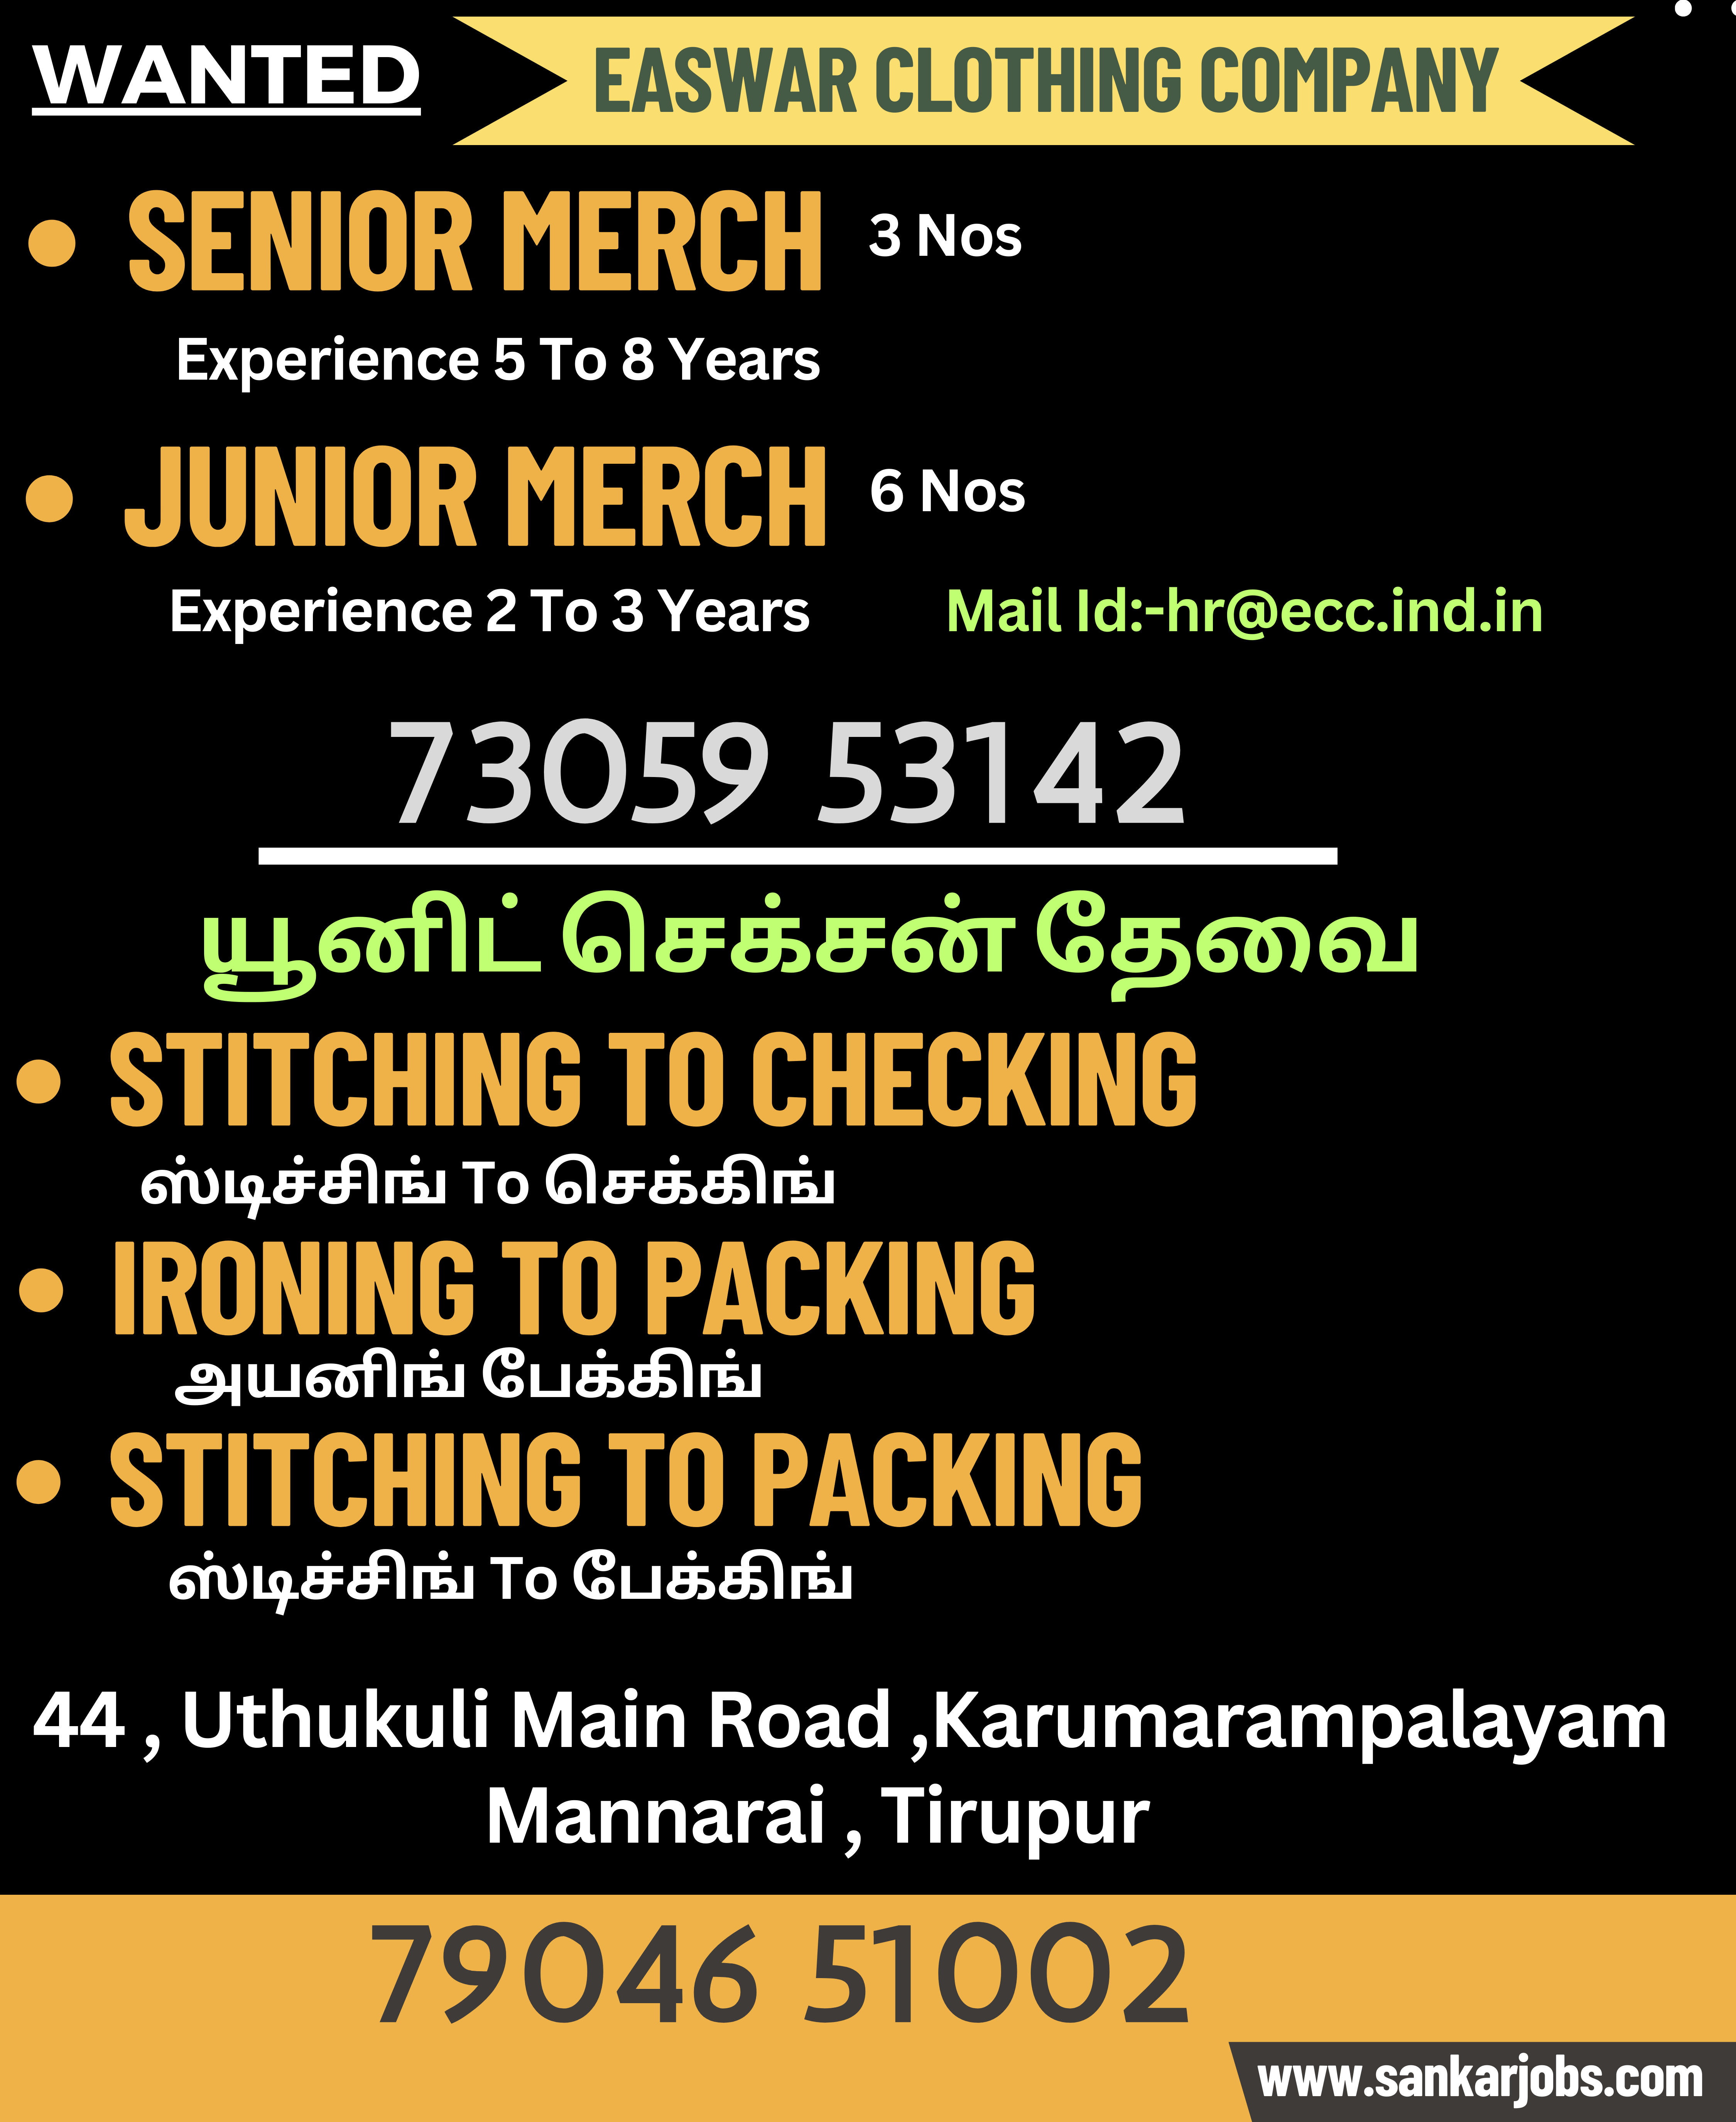 WANTED
EASWAR CLOTHING COMPANY
SENIOR MERCH 3 Nos
Experience 5 To 8 Years
JUNIOR MERCH 6 Nos
Experience 2 To 3 Years Mail Id:-hr@ecc.ind.in
73059 53142
யூனிட் செக்சன் தேவை
STITCHING TO CHECKING
ஸ்டிச்சிங் To செக்கிங்
IRONING TO PACKING
அயனிங் பேக்கிங்
STITCHING TO PACKING
ஸ்டிச்சிங் To பேக்கிங்
44 , Uthukuli Main Road ,Karumarampalayam
Mannarai , Tirupur
79046 51002
www.sankarjobs.com